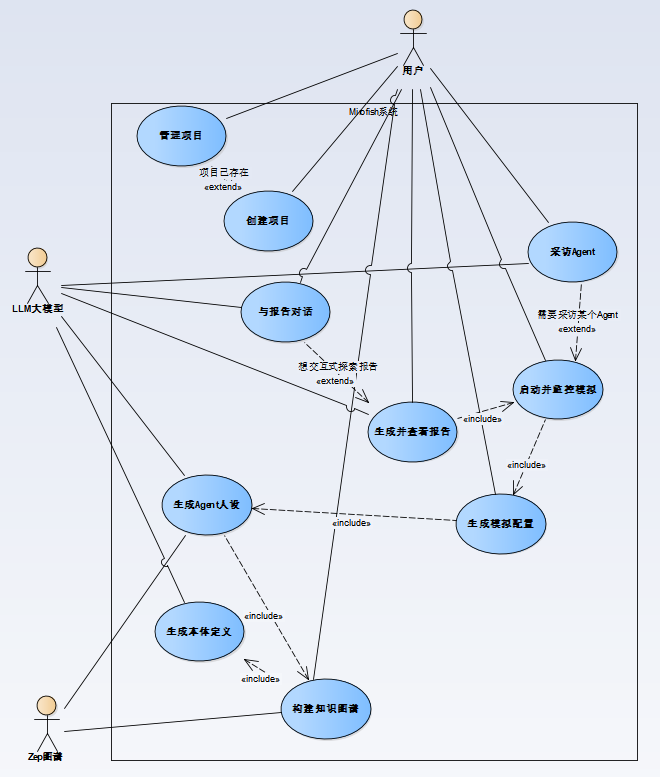 用户
Mirofish系统
管理项目
项目已存在
«extend»
创建项目
采访Agent
LLM大模型
与报告对话
需要采访某个Agent
«extend»
想交互式探索报告
«extend»
启动并监控模拟
生成并查看报告
«include»
«include»
生成Agent人设
«include»
生成模拟配置
«include»
生成本体定义
«include»
构建知识图谱
Zep图谱